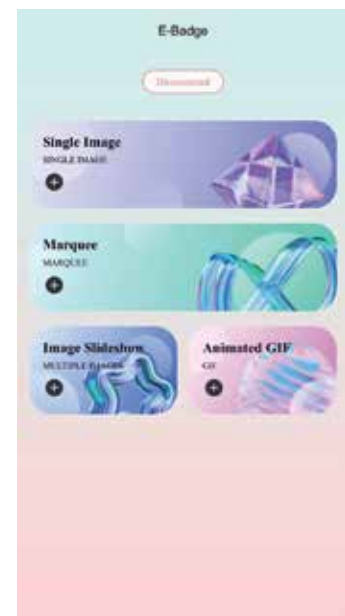 E-Badge
Disconnected
Single Image
SINGLE IMAGE
Marquee
MARQUEE
Image Slideshow
MULTIPLE IMAGES
Animated GIF
GIF